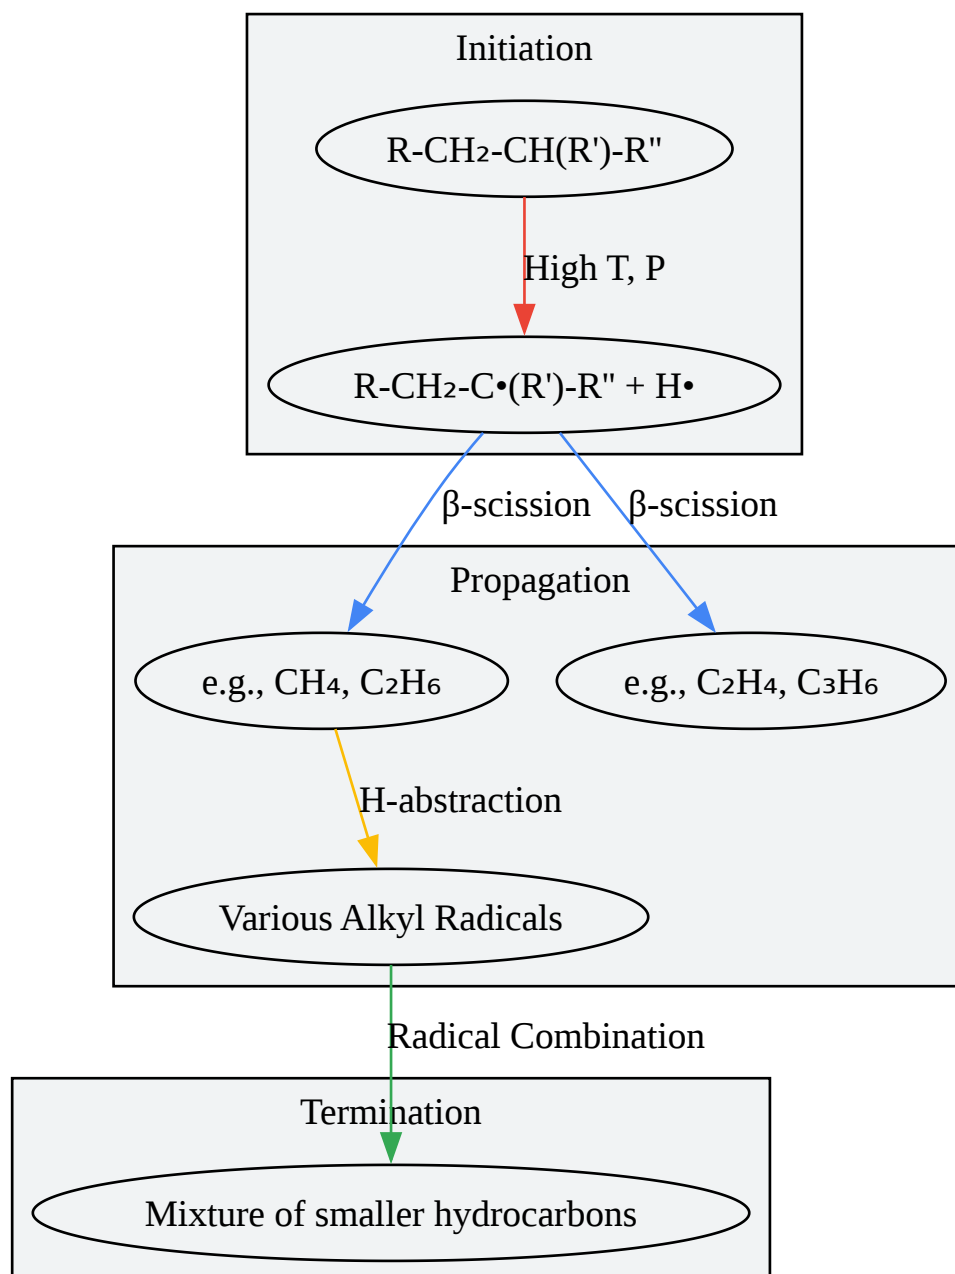 Initiation
R-CH₂-CH(R')-R"
High T, P
R-CH₂-C•(R')-R" + H•
β-scission
β-scission
Propagation
e.g., CH₄, C₂H₆
e.g., C₂H₄, C₃H₆
H-abstraction
Various Alkyl Radicals
Radical Combination
Termination
Mixture of smaller hydrocarbons